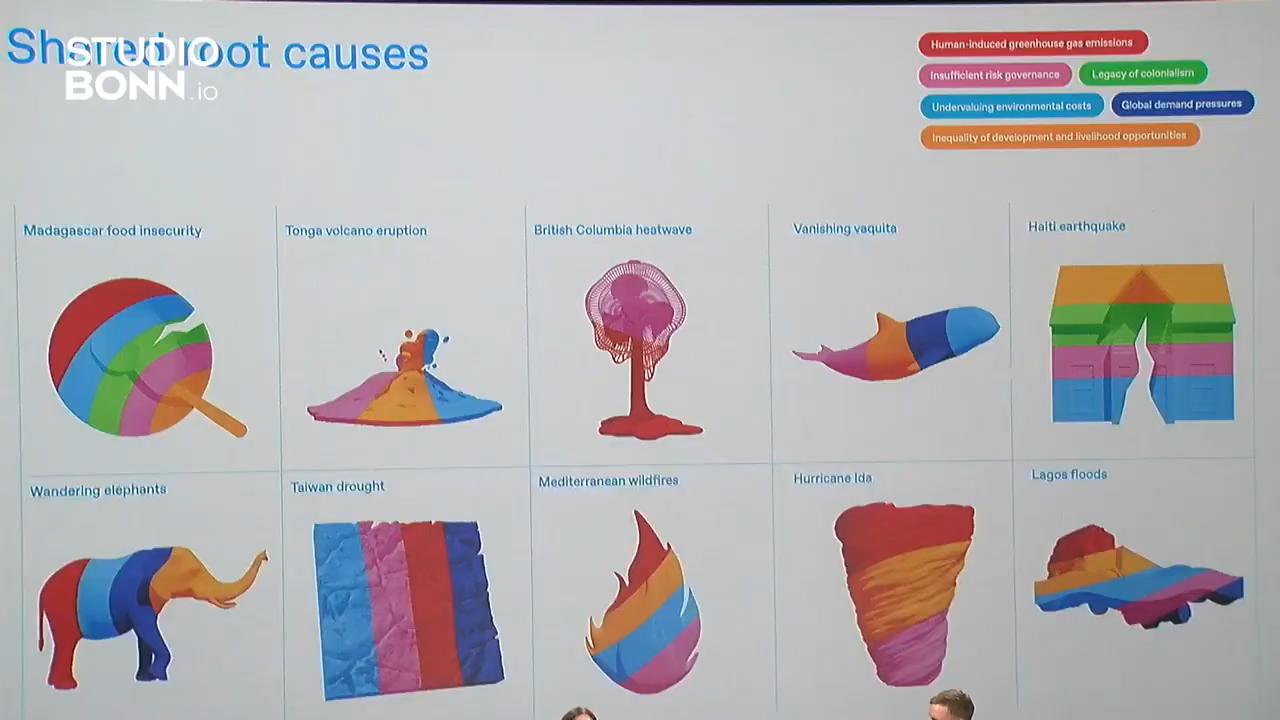 Shared root causes
STUDIO
BONN.io
Human-induced greenhouse gas emissions
Insufficient risk governance
Legacy of colonialism
Undervaluing environmental costs
Global demand pressures
Inequality of development and livelihood opportunities
Madagascar food insecurity
Tonga volcano eruption
British Columbia heatwave
Vanishing vaquita
Haiti earthquake
Wandering elephants
Taiwan drought
Mediterranean wildfires
Hurricane Ida
Lagos floods